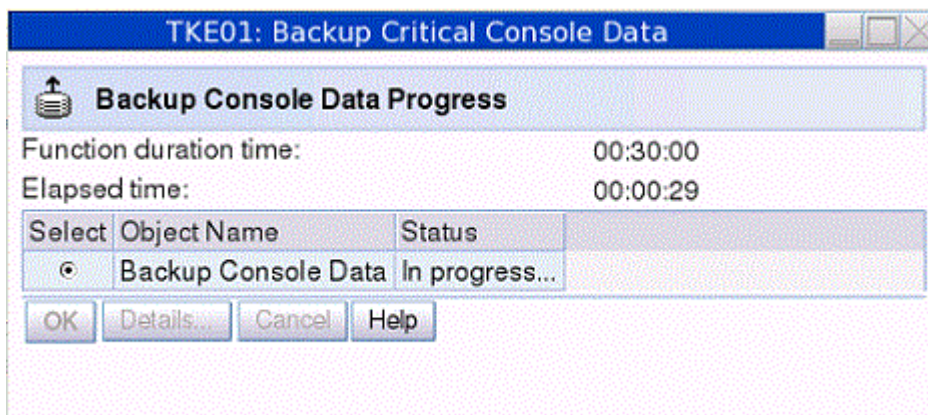 TKE01: Backup Critical Console Data
Backup Console Data Progress
Function duration time: 00:30:00
Elapsed time: 00:00:29
Select Object Name Status
Backup Console Data In progress...
OK Details... Cancel Help